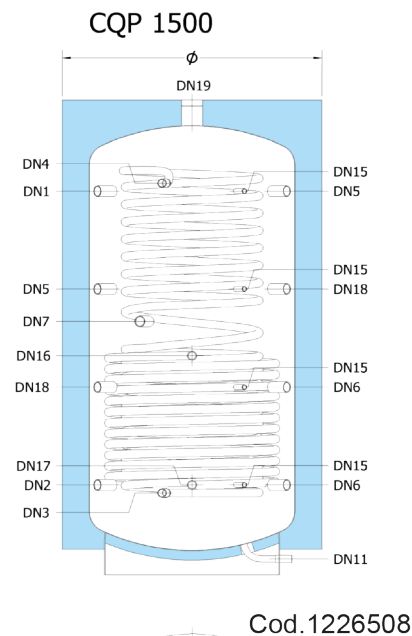 CQP 1500
ø
DN19
DN4
DN15
DN1
DN5
DN15
DN5
DN18
DN7
DN16
DN15
DN18
DN6
DN17
DN15
DN2
DN6
DN3
DN11
Cod.1226508